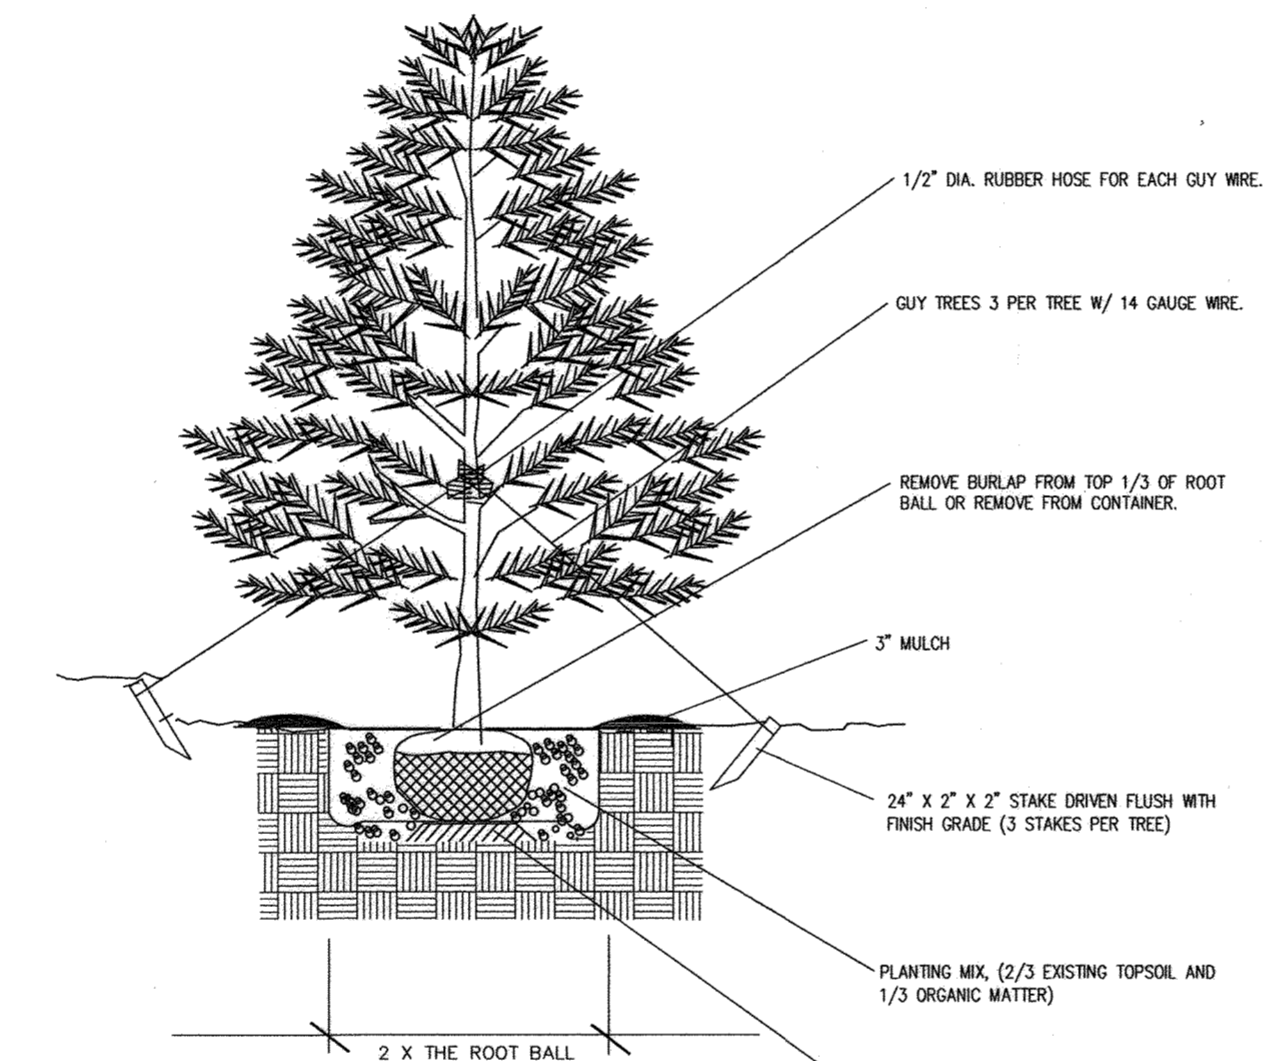 1/2" DIA. RUBBER HOSE FOR EACH GUY WIRE.
GUY TREES 3 PER TREE W/ 14 GAUGE WIRE.
REMOVE BURLAP FROM TOP 1/3 OF ROOT
BALL OR REMOVE FROM CONTAINER.
3" MULCH
24" X 2" X 2" STAKE DRIVEN FLUSH WITH
FINISH GRADE (3 STAKES PER TREE)
PLANTING MIX, (2/3 EXISTING TOPSOIL AND
1/3 ORGANIC MATTER)
2 X THE ROOT BALL